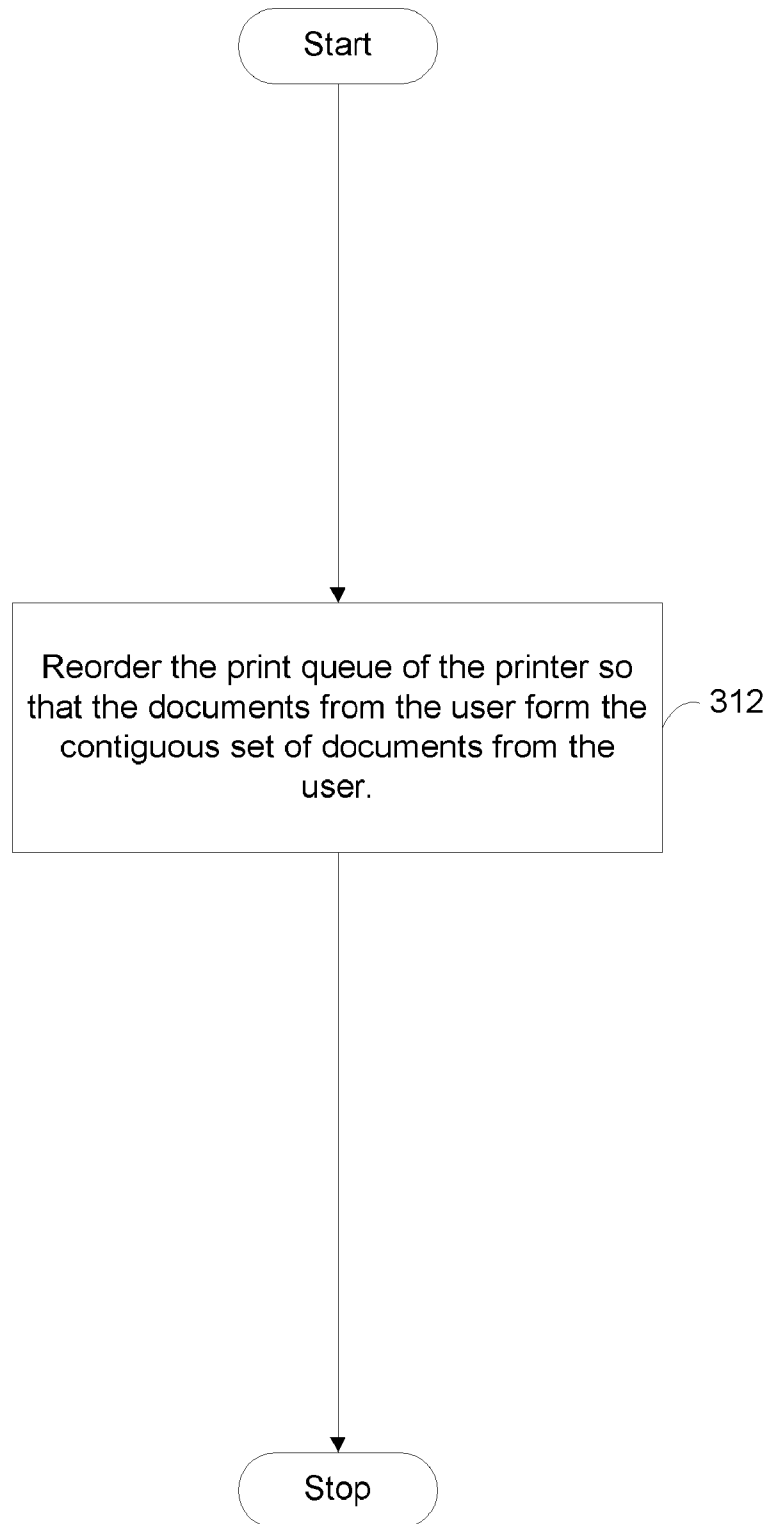 Start
Reorder the print queue of the printer so
that the documents from the user form the
contiguous set of documents from the
user.
312
Stop